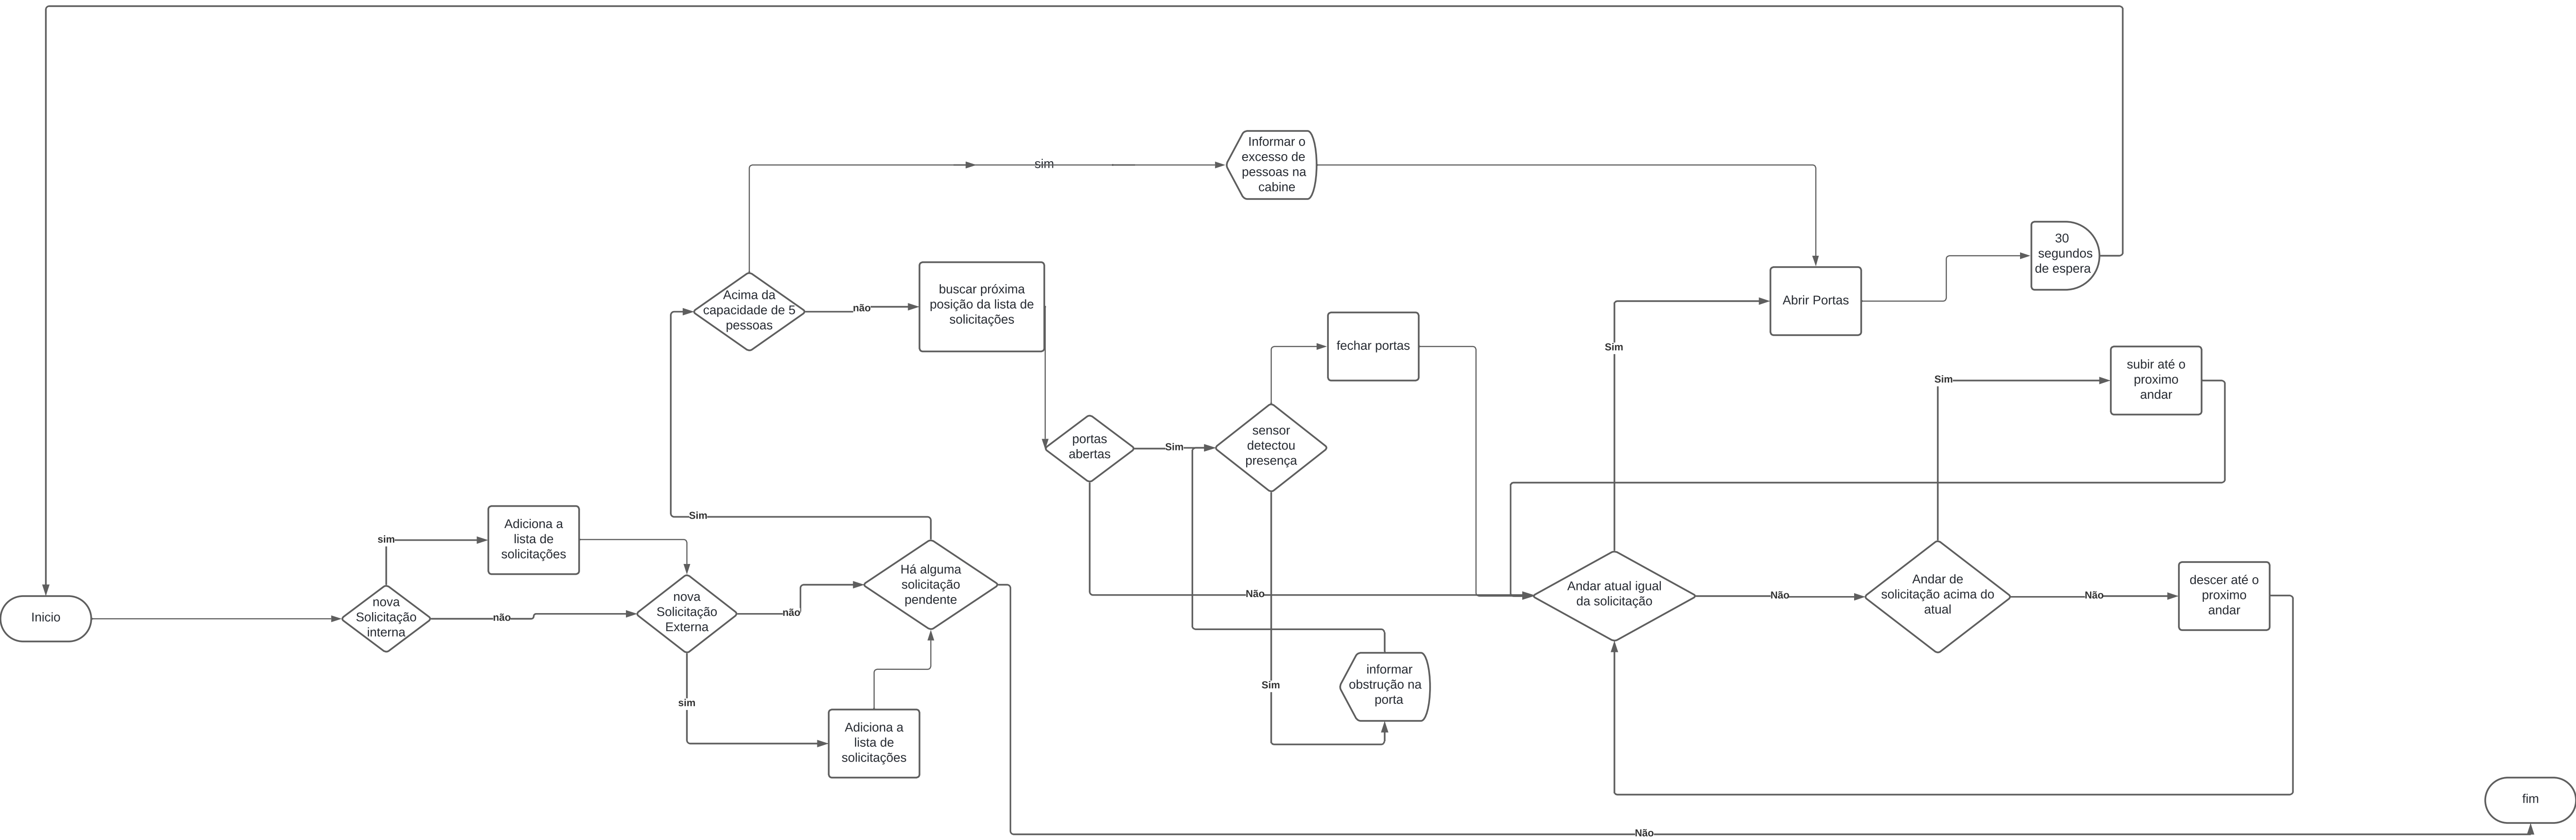 Inicio
nova
Solicitação
interna
sim
não
Adiciona a
lista de
solicitações
nova
Solicitação
Externa
não
sim
Adiciona a
lista de
solicitações
Há alguma
solicitação
pendente
Sim
Não
Acima da
capacidade de 5
pessoas
sim
não
Informar o
excesso de
pessoas na
cabine
buscar próxima
posição da lista de
solicitações
portas
abertas
Sim
Não
sensor
detectou
presença
Sim
fechar portas
informar
obstrução na
porta
Andar atual igual
da solicitação
Sim
Não
Abrir Portas
30
segundos
de espera
Andar de
solicitação acima do
atual
Sim
Não
subir até o
proximo
andar
descer até o
proximo
andar
fim